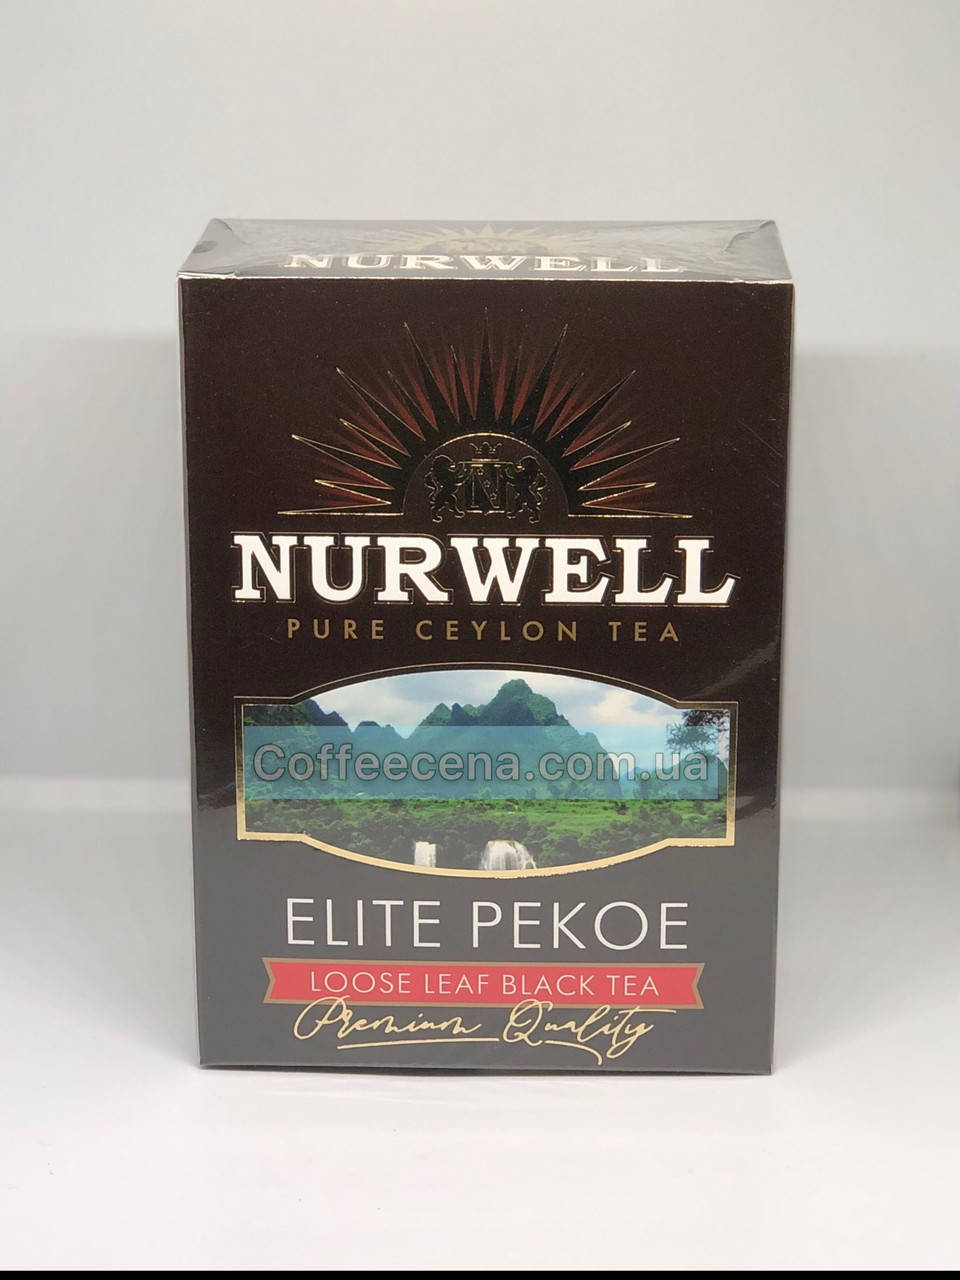 NURWELL
N
NURWELL
PURE CEYLON TEA
Coffeecena.com.ua
ELITE PEKOE
LOOSE LEAF BLACK TEA
Premium Quality